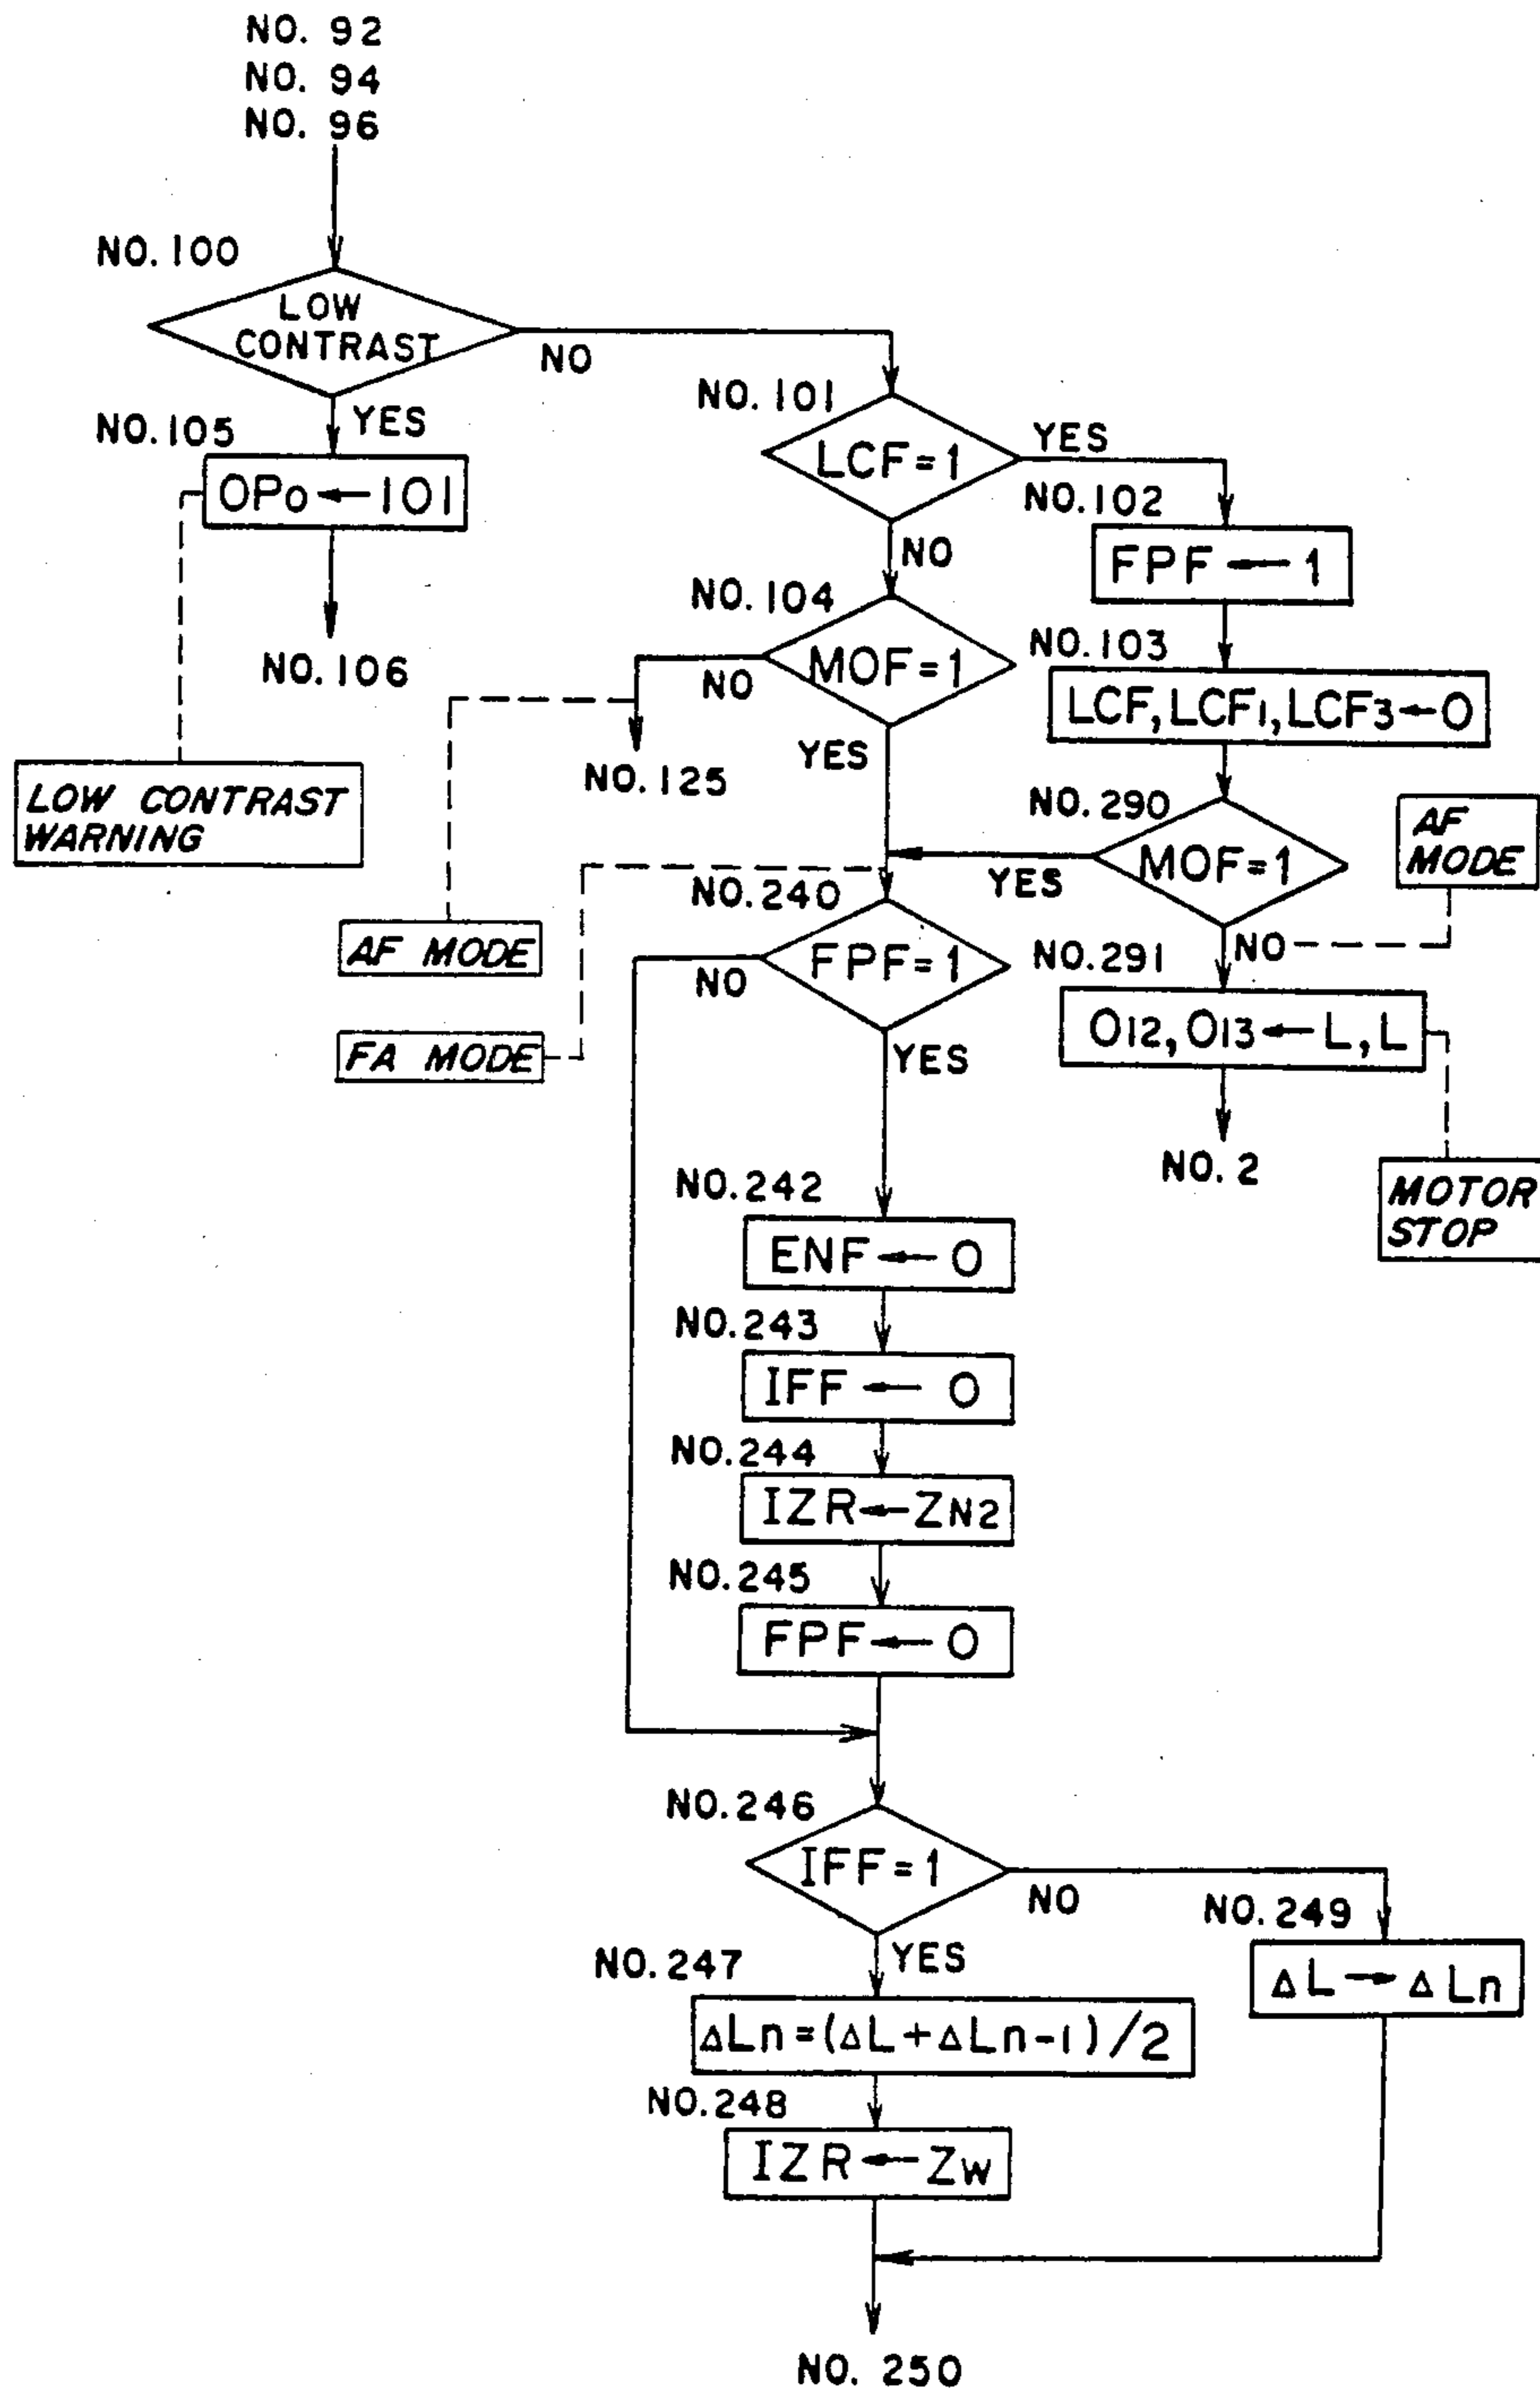 NO. 92
NO. 94
NO. 96
NO. 100
LOW
CONTRAST
NO
YES
NO. 105
OP0 ← 101
NO. 106
LOW CONTRAST
WARNING
NO. 101
LCF = 1
YES
NO
NO. 102
FPF ← 1
NO. 103
LCF, LCF1, LCF3 ← 0
NO. 104
MOF = 1
NO
YES
NO. 125
AF MODE
FA MODE
NO. 290
MOF = 1
YES
NO
AF
MODE
NO. 291
O12, O13 ← L, L
NO. 2
MOTOR
STOP
NO. 240
FPF = 1
NO
YES
NO. 242
ENF ← 0
NO. 243
IFF ← 0
NO. 244
IZR ← ZN2
NO. 245
FPF ← 0
NO. 246
IFF = 1
NO
YES
NO. 247
ΔLn = (ΔL + ΔLn-1) / 2
NO. 248
IZR ← ZW
NO. 249
ΔL → ΔLn
NO. 250